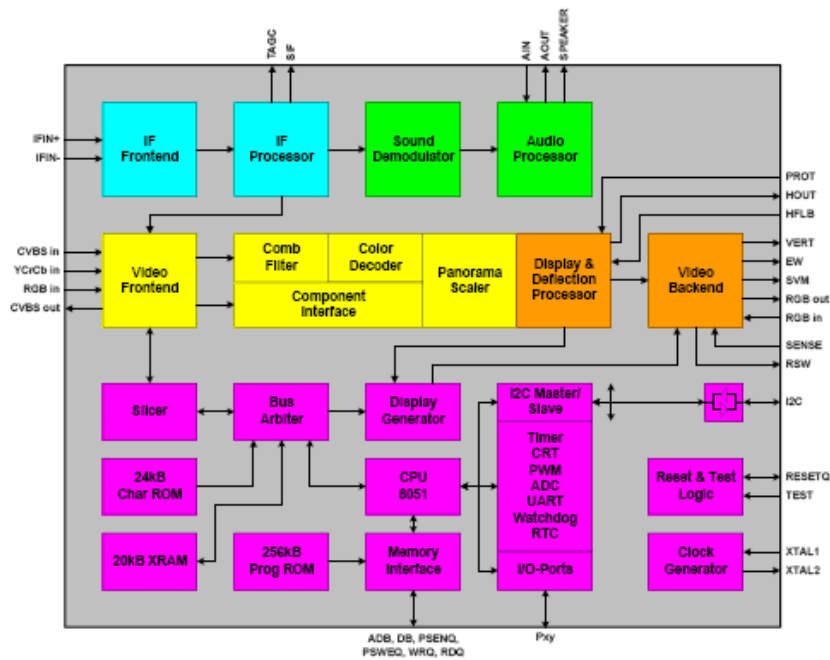 TAGC
SIF
AIN
AOUT
SPEAKER
IFIN+
IFIN-
IF
Frontend
IF
Processor
Sound
Demodulator
Audio
Processor
PROT
HOUT
HFLB
CVBS in
YCrCb in
RGB in
CVBS out
Video
Frontend
Comb
Filter
Color
Decoder
Component
Interface
Panorama
Scaler
Display &
Deflection
Processor
Video
Backend
VERT
EW
SVM
RGB out
RGB in
SENSE
RSW
Slicer
Bus
Arbiter
Display
Generator
I2C Master/
Slave
I2C
24kB
Char ROM
CPU
8051
Timer
CRT
PWM
ADC
UART
Watchdog
RTC
Reset & Test
Logic
RESETQ
TEST
20kB XRAM
256kB
Prog ROM
Memory
Interface
I/O-Ports
Clock
Generator
XTAL1
XTAL2
ADB, DB, PSENQ,
PSWEQ, WRQ, RDQ
Pxy